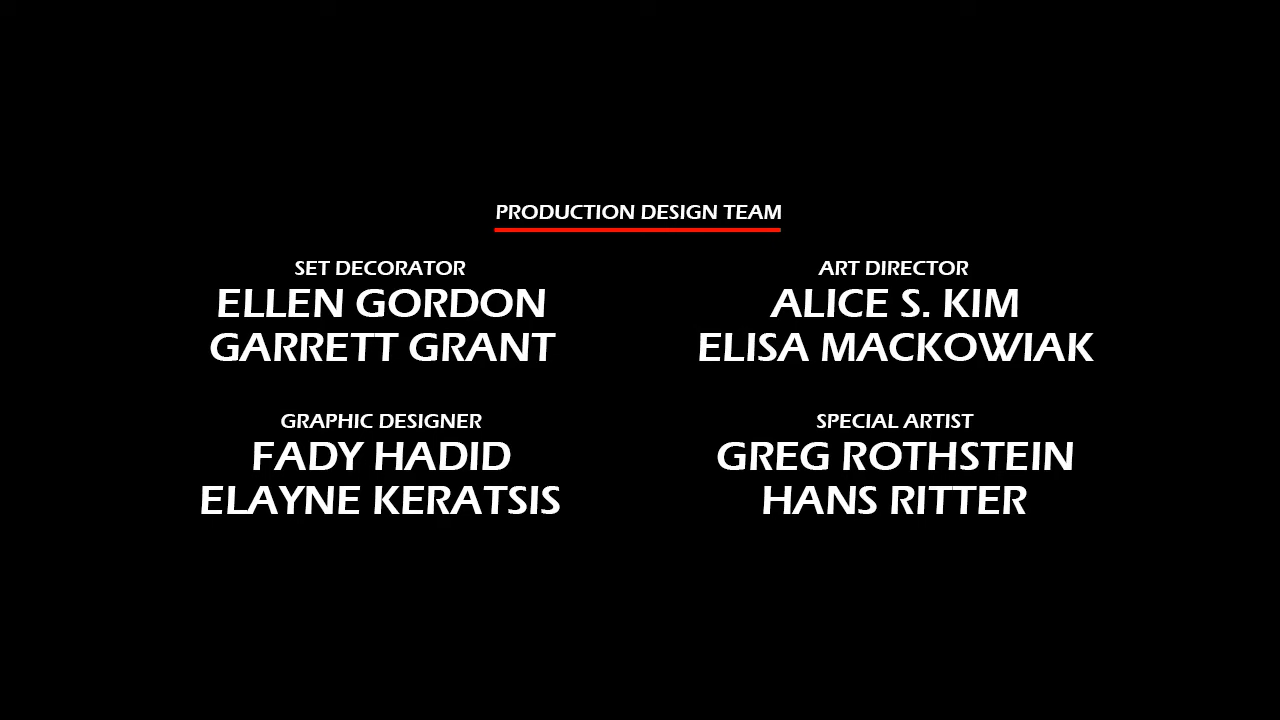 PRODUCTION DESIGN TEAM
SET DECORATOR
ELLEN GORDON
GARRETT GRANT
ART DIRECTOR
ALICE S. KIM
ELISA MACKOWIAK
GRAPHIC DESIGNER
FADY HADID
ELAYNE KERATSIS
SPECIAL ARTIST
GREG ROTHSTEIN
HANS RITTER